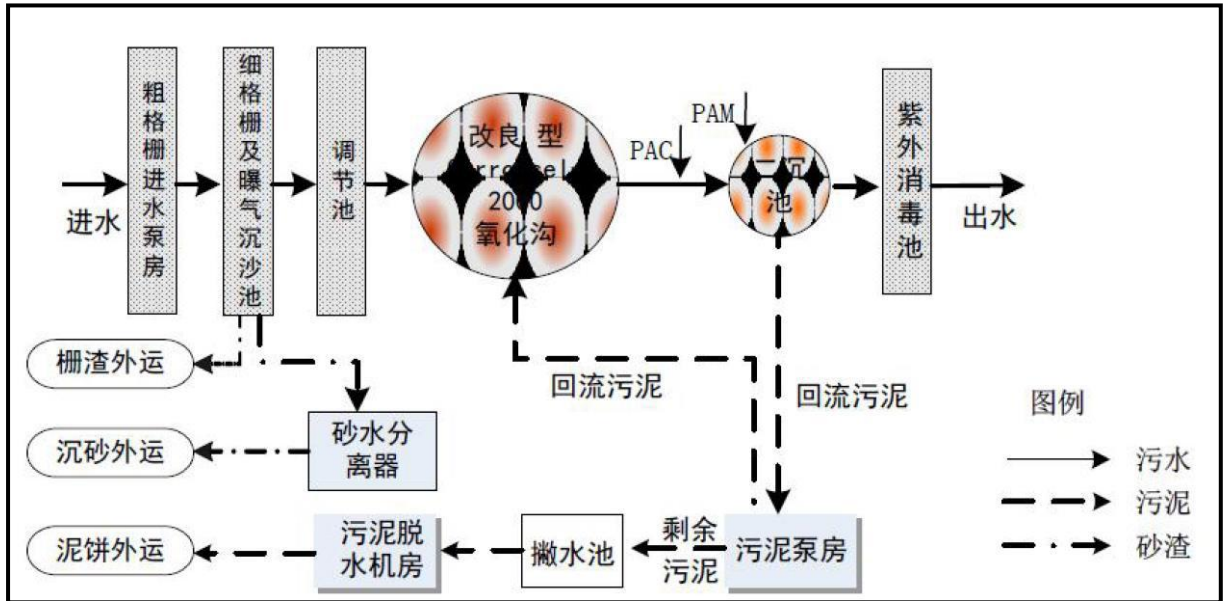 进水
粗格栅进水泵房
细格栅及曝气沉沙池
调节池
改良 型
2000
氧化沟
PAC
PAM
二沉
池
紫外消毒池
出水
栅渣外运
沉砂外运
泥饼外运
砂水分
离器
回流污泥
回流污泥
污泥脱
水机房
撇水池
剩余
污泥
污泥泵房
图例
污水
污泥
砂渣